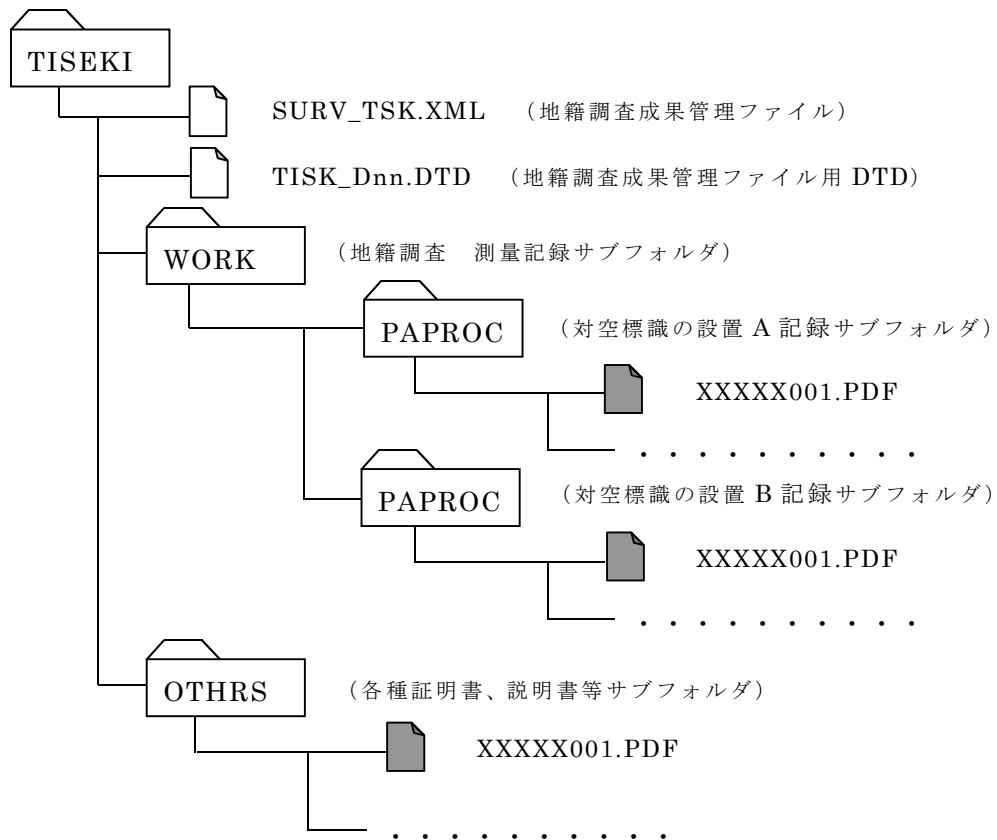 TISEKI
SURV_TSK.XML （地籍調査成果管理ファイル）
TISK_Dnn.DTD （地籍調査成果管理ファイル用 DTD）
WORK （地籍調査　測量記録サブフォルダ）
PAPROC （対空標識の設置 A 記録サブフォルダ）
XXXXX001.PDF
・・・・・・・・・・
PAPROC （対空標識の設置 B 記録サブフォルダ）
XXXXX001.PDF
・・・・・・・・・・
OTHRS （各種証明書、説明書等サブフォルダ）
XXXXX001.PDF
・・・・・・・・・・